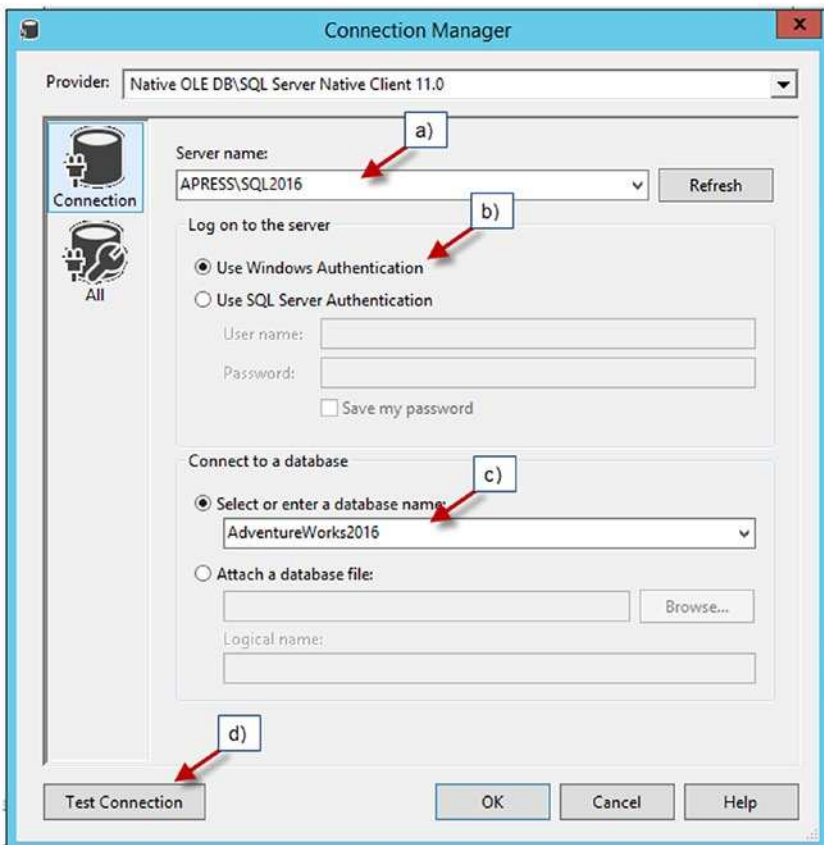 Connection Manager
x
Provider: Native OLE DB\SQL Server Native Client 11.0
a)
Connection
All
Server name:
APRESS\SQL2016
Refresh
b)
Log on to the server
Use Windows Authentication
Use SQL Server Authentication
User name:
Password:
Save my password
Connect to a database
c)
Select or enter a database name:
AdventureWorks2016
Attach a database file:
Browse...
Logical name:
d)
Test Connection
OK
Cancel
Help